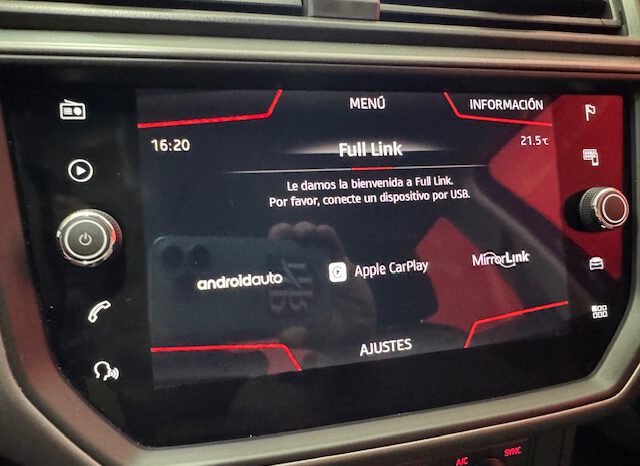 MENÚ
INFORMACIÓN
16:20
Full Link
21.5°C
Le damos la bienvenida a Full Link.
Por favor, conecte un dispositivo por USB.
androidauto
Apple CarPlay
MirrorLink
AJUSTES
A/C
SYNC